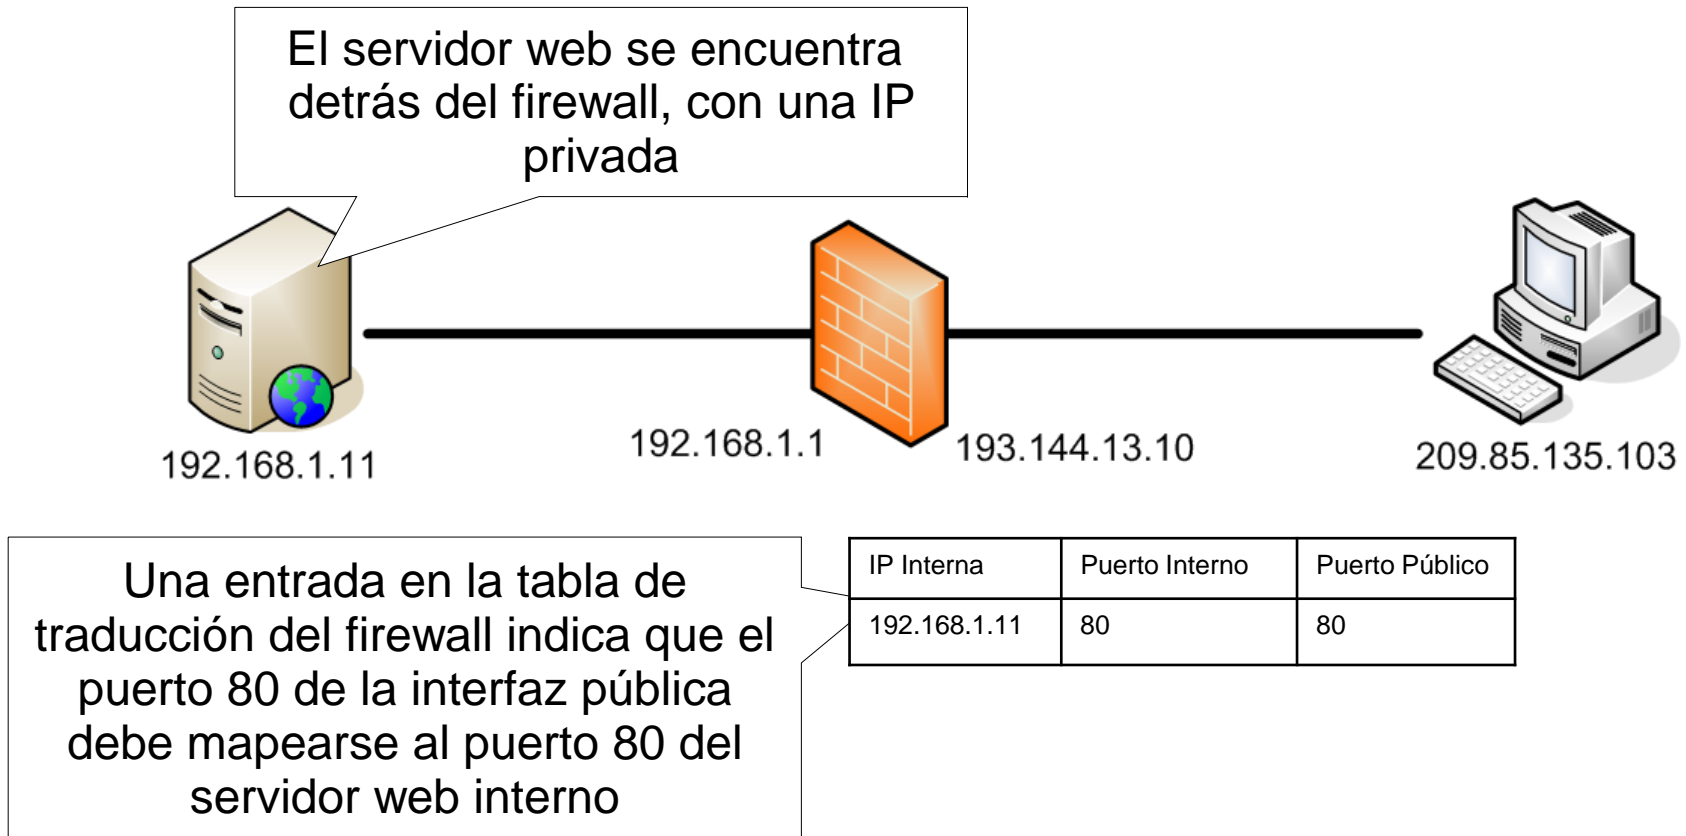 El servidor web se encuentra
detrás del firewall, con una IP
privada
192.168.1.11
192.168.1.1
193.144.13.10
209.85.135.103
Una entrada en la tabla de
traducción del firewall indica que el
puerto 80 de la interfaz pública
debe mapearse al puerto 80 del
servidor web interno
IP Interna Puerto Interno Puerto Público
192.168.1.11 80 80